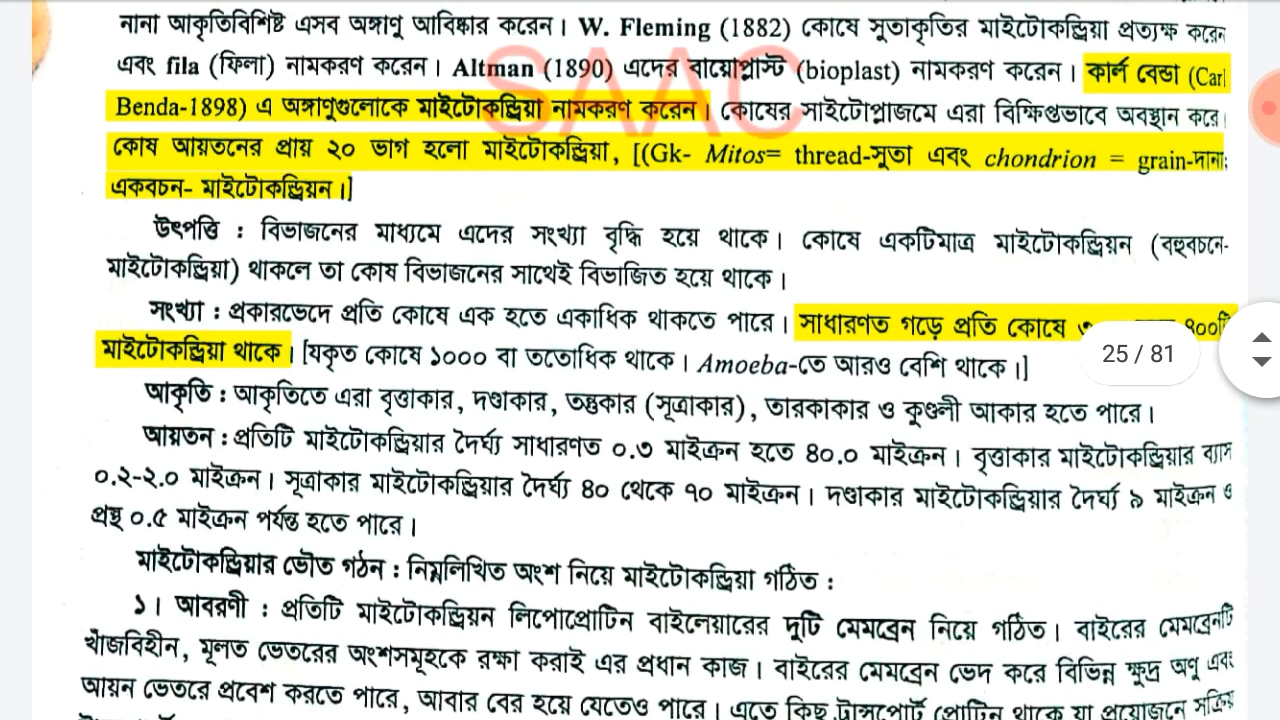 নানা আকৃতিবিশিষ্ট এসব অঙ্গাণু আবিষ্কার করেন। W. Fleming (1882) কোষে সুতাকৃতির মাইটোকন্ড্রিয়া প্রত্যক্ষ করেন
এবং fila (ফিলা) নামকরণ করেন। Altman (1890) এদের বায়োপ্লাস্ট (bioplast) নামকরণ করেন। কার্ল বেন্ডা (Carl
Benda-1898) এ অঙ্গাণুগুলোকে মাইটোকন্ড্রিয়া নামকরণ করেন। কোষের সাইটোপ্লাজমে এরা বিক্ষিপ্তভাবে অবস্থান করে।
SAAC
কোষ আয়তনের প্রায় ২০ ভাগ হলো মাইটোকন্ড্রিয়া, [(Gk- Mitos= thread-সুতা এবং chondrion = grain-দানা;
একবচন- মাইটোকন্ড্রিয়ন।]
উৎপত্তি : বিভাজনের মাধ্যমে এদের সংখ্যা বৃদ্ধি হয়ে থাকে। কোষে একটিমাত্র মাইটোকন্ড্রিয়ন (বহুবচনে-
মাইটোকন্ড্রিয়া) থাকলে তা কোষ বিভাজনের সাথেই বিভাজিত হয়ে থাকে।
সংখ্যা : প্রকারভেদে প্রতি কোষে এক হতে একাধিক থাকতে পারে। সাধারণত গড়ে প্রতি কোষে ৪০০টি
মাইটোকন্ড্রিয়া থাকে। [যকৃত কোষে ১০০০ বা ততোধিক থাকে। Amoeba-তে আরও বেশি থাকে।]
25 / 81
আকৃতি : আকৃতিতে এরা বৃত্তাকার, দণ্ডাকার, তন্তুকার (সূত্রাকার), তারকাকার ও কুণ্ডলী আকার হতে পারে।
আয়তন : প্রতিটি মাইটোকন্ড্রিয়ার দৈর্ঘ্য সাধারণত ০.৩ মাইক্রন হতে ৪০.০ মাইক্রন। বৃত্তাকার মাইটোকন্ড্রিয়ার ব্যাস
০.২-২.০ মাইক্রন। সূত্রাকার মাইটোকন্ড্রিয়ার দৈর্ঘ্য ৪০ থেকে ৭০ মাইক্রন। দণ্ডাকার মাইটোকন্ড্রিয়ার দৈর্ঘ্য ৯ মাইক্রন ও
প্রস্থ ০.৫ মাইক্রন পর্যন্ত হতে পারে।
মাইটোকন্ড্রিয়ার ভৌত গঠন : নিম্নলিখিত অংশ নিয়ে মাইটোকন্ড্রিয়া গঠিত :
১। আবরণী : প্রতিটি মাইটোকন্ড্রিয়ন লিপোপ্রোটিন বাইলেয়ারের দুটি মেমব্রেন নিয়ে গঠিত। বাইরের মেমব্রেনটি
খাঁজবিহীন, মূলত ভেতরের অংশসমূহকে রক্ষা করাই এর প্রধান কাজ। বাইরের মেমব্রেন ভেদ করে বিভিন্ন ক্ষুদ্র অণু এবং
আয়ন ভেতরে প্রবেশ করতে পারে, আবার বের হয়ে যেতেও পারে। এতে কিছু ট্রান্সপোর্ট প্রোটিন থাকে যা প্রয়োজনে সক্রিয়